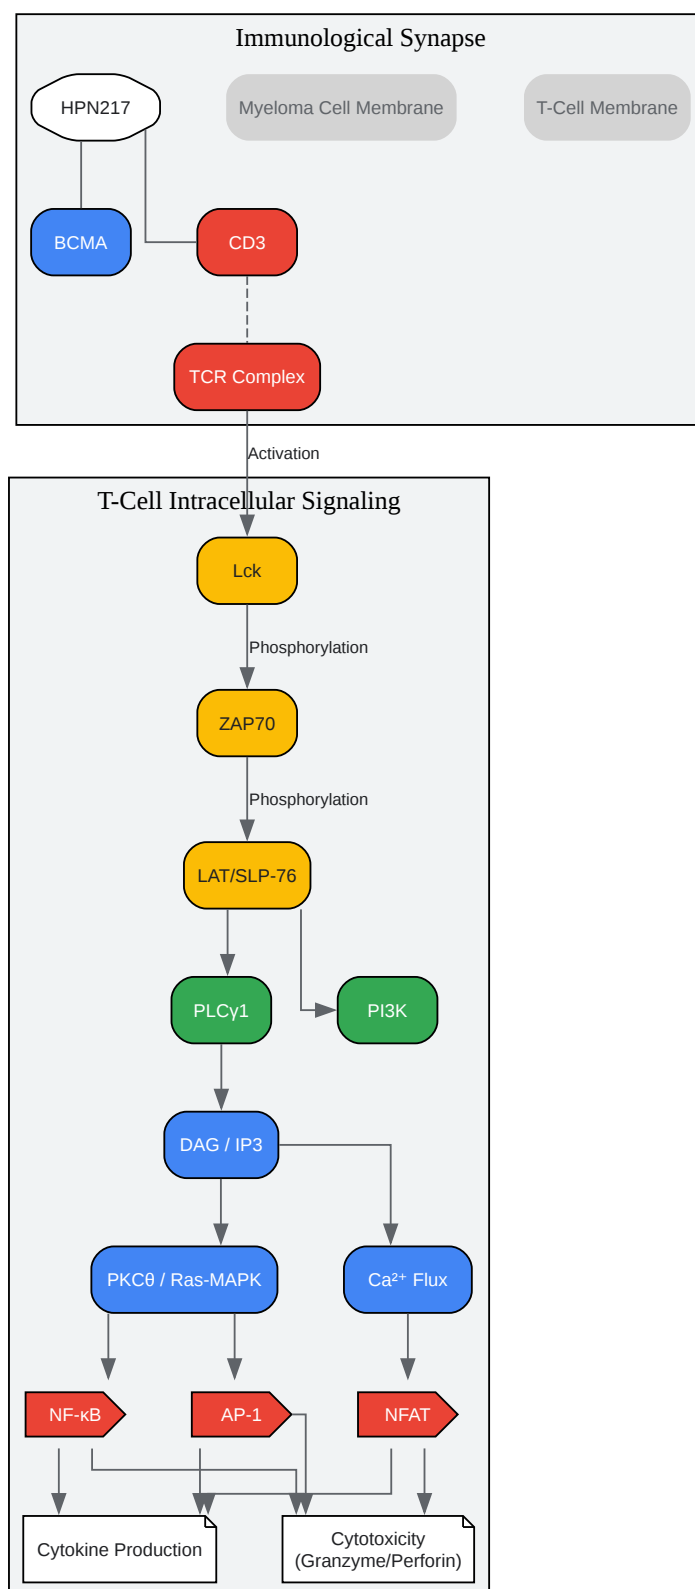 Immunological Synapse
HPN217
Myeloma Cell Membrane
T-Cell Membrane
BCMA
CD3
TCR Complex
Activation
T-Cell Intracellular Signaling
Lck
Phosphorylation
ZAP70
Phosphorylation
LAT/SLP-76
PLCγ1
PI3K
DAG / IP3
PKCθ / Ras-MAPK
Ca²⁺ Flux
NF-κB
AP-1
NFAT
Cytokine Production
Cytotoxicity
(Granzyme/Perforin)